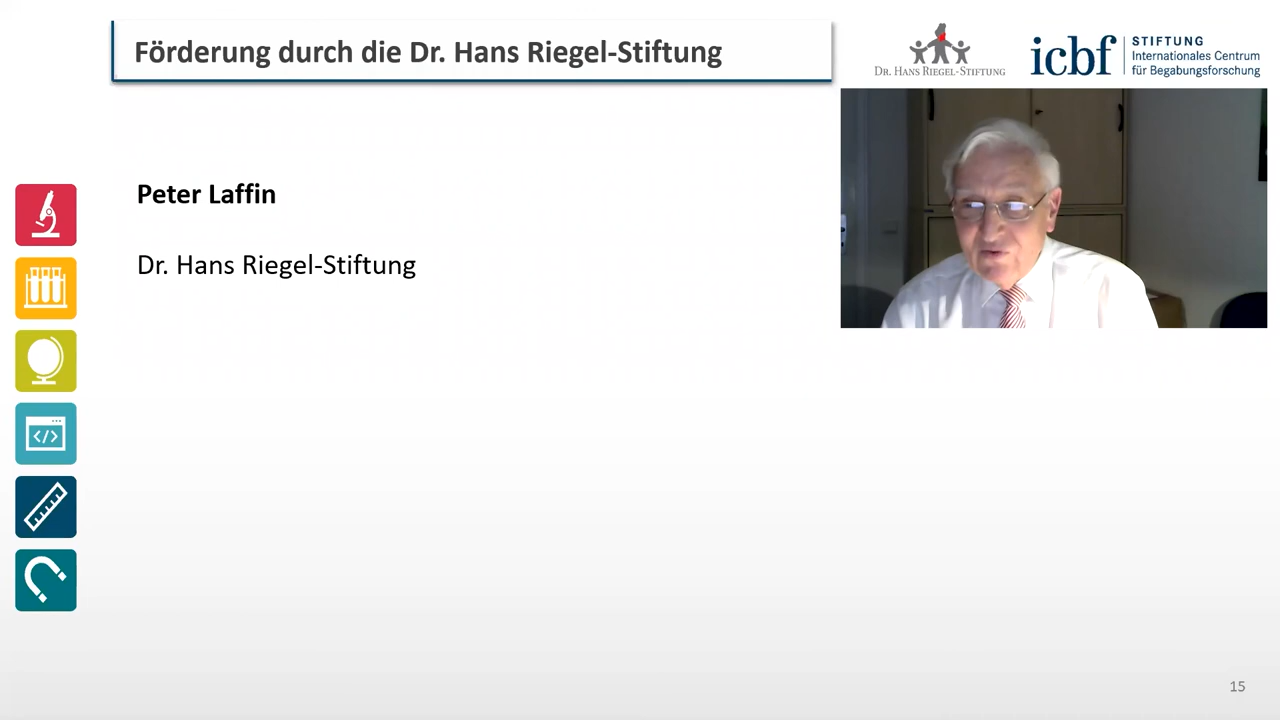 Förderung durch die Dr. Hans Riegel-Stiftung
DR. HANS RIEGEL-STIFTUNG
icbf
STIFTUNG
Internationales Centrum
für Begabungsforschung
Peter Laffin
Dr. Hans Riegel-Stiftung
</>
15